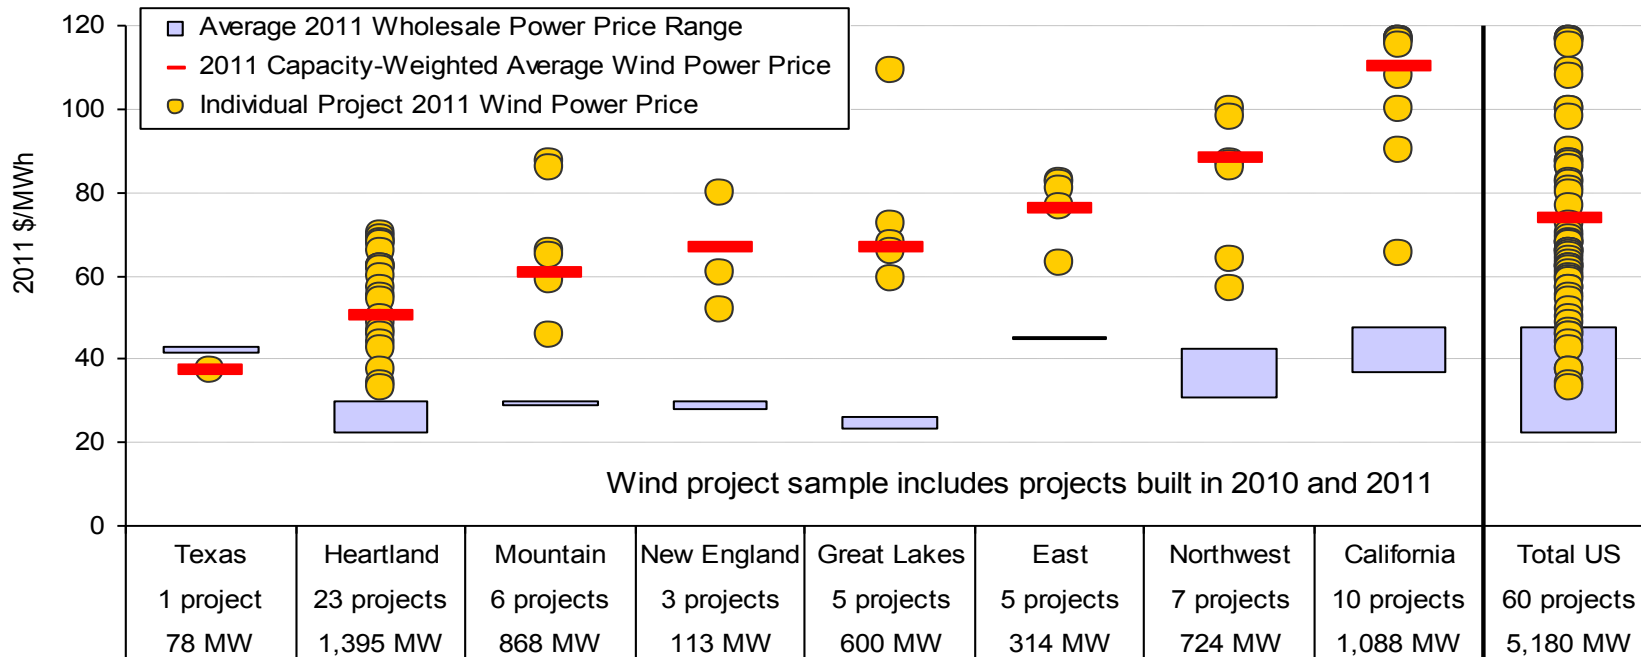 Average 2011 Wholesale Power Price Range
2011 Capacity-Weighted Average Wind Power Price
Individual Project 2011 Wind Power Price
2011 $/MWh
120
100
80
60
40
20
0
Wind project sample includes projects built in 2010 and 2011
Texas Heartland Mountain New England Great Lakes East Northwest California Total US
1 project 23 projects 6 projects 3 projects 5 projects 5 projects 7 projects 10 projects 60 projects
78 MW 1,395 MW 868 MW 113 MW 600 MW 314 MW 724 MW 1,088 MW 5,180 MW